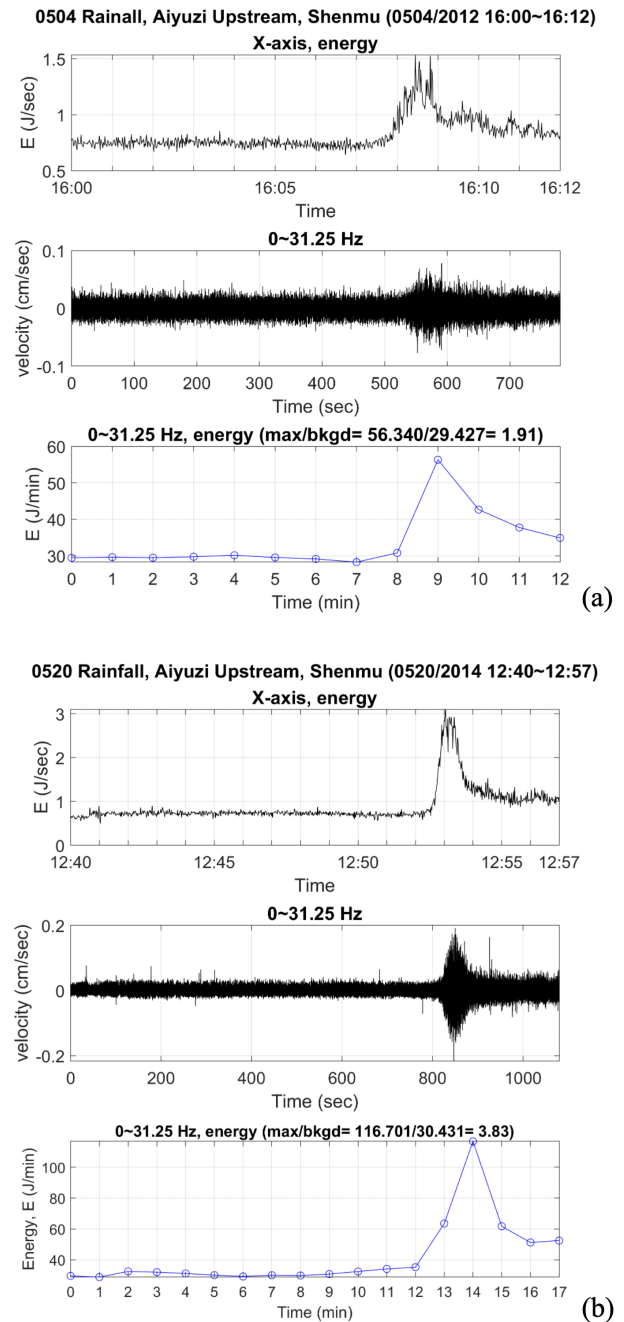 0504 Rainall, Aiyuzi Upstream, Shenmu (0504/2012 16:00~16:12)
X-axis, energy
1.5
1
0.5
E (J/sec)
16:00 16:05 16:10 16:12
Time
0~31.25 Hz
0.1
0
-0.1
velocity (cm/sec)
0 100 200 300 400 500 600 700
Time (sec)
0~31.25 Hz, energy (max/bkgd= 56.340/29.427= 1.91)
60
50
40
30
E (J/min)
0 1 2 3 4 5 6 7 8 9 10 11 12
Time (min)
(a)
0520 Rainfall, Aiyuzi Upstream, Shenmu (0520/2014 12:40~12:57)
X-axis, energy
3
2
1
0
E (J/sec)
12:40 12:45 12:50 12:55 12:57
Time
0~31.25 Hz
0.2
0
-0.2
velocity (cm/sec)
0 200 400 600 800 1000
Time (sec)
0~31.25 Hz, energy (max/bkgd= 116.701/30.431= 3.83)
100
80
60
40
Energy, E (J/min)
0 1 2 3 4 5 6 7 8 9 10 11 12 13 14 15 16 17
Time (min)
(b)